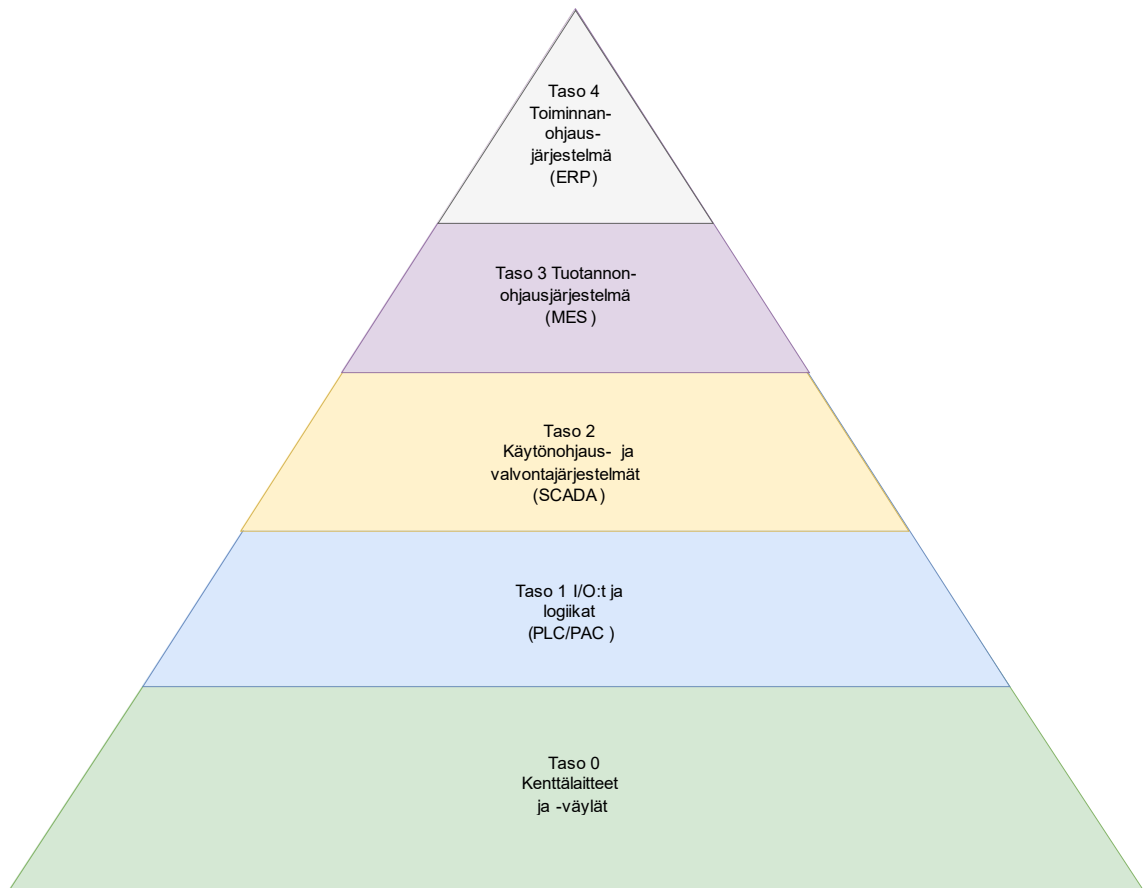 Taso 4
Toiminnan-
ohjaus-
järjestelmä
(ERP)
Taso 3 Tuotannon-
ohjausjärjestelmä
(MES )
Taso 2
Käytönohjaus- ja
valvontajärjestelmät
(SCADA )
Taso 1 I/O:t ja
logiikat
(PLC/PAC )
Taso 0
Kenttälaitteet
ja -väylät